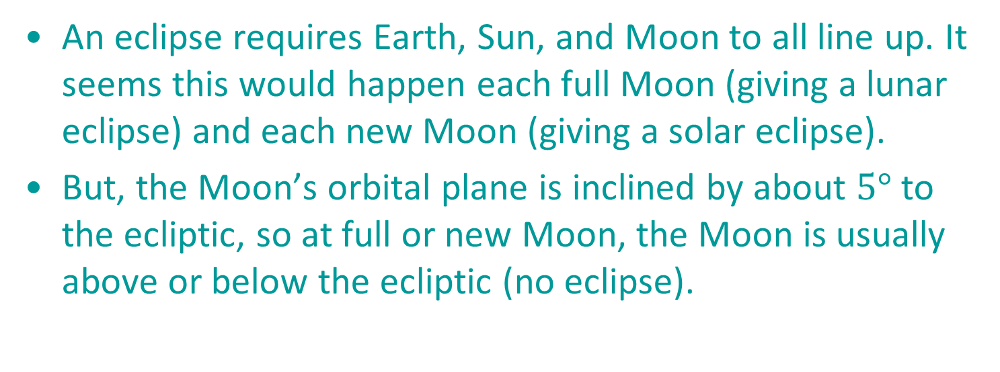 • An eclipse requires Earth, Sun, and Moon to all line up. It
seems this would happen each full Moon (giving a lunar
eclipse) and each new Moon (giving a solar eclipse).
• But, the Moon’s orbital plane is inclined by about 5° to
the ecliptic, so at full or new Moon, the Moon is usually
above or below the ecliptic (no eclipse).